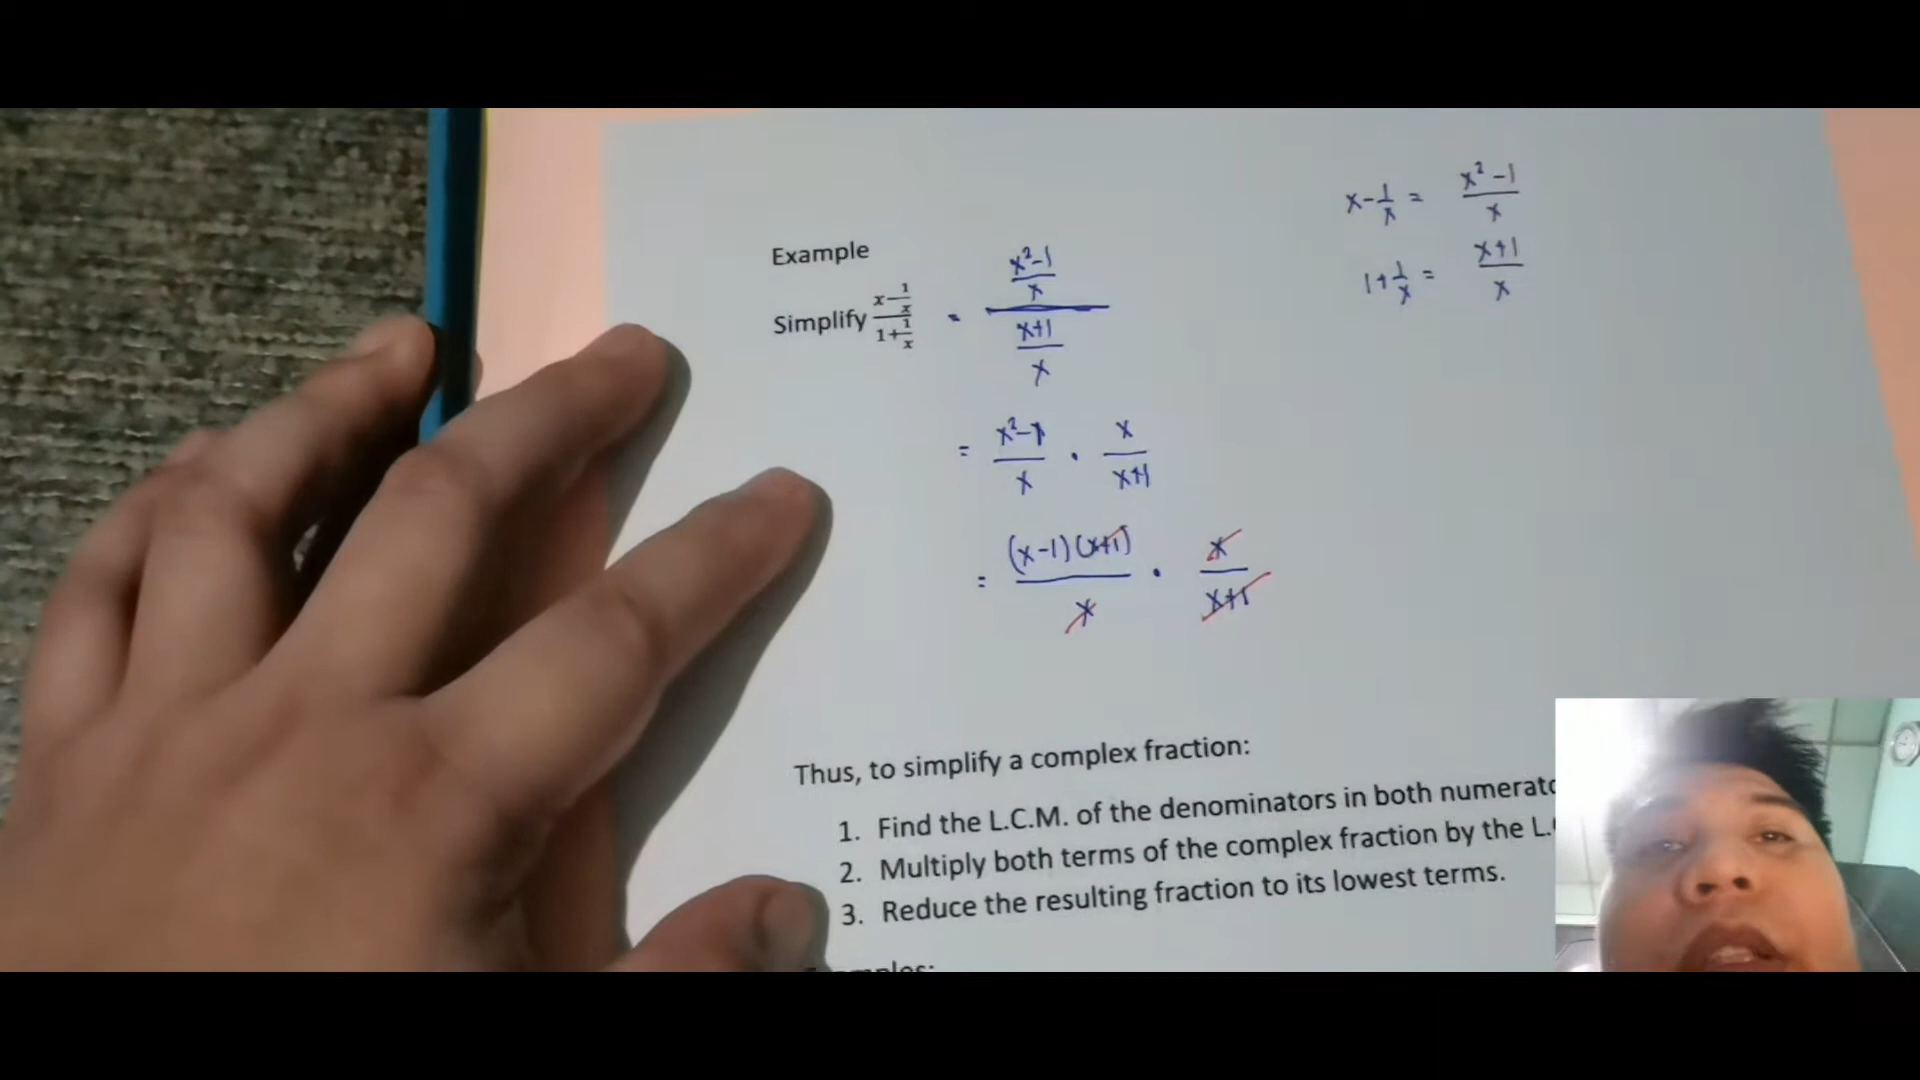 Example
Simplify (x - 1/x)/(1 + 1/x) = ((x² - 1)/x)/((x+1)/x)
= (x² - 1)/x · x/(x+1)
= (x-1)(x+1)/x · x/(x+1)
x - 1/x = (x² - 1)/x
1 + 1/x = (x+1)/x
Thus, to simplify a complex fraction:
1. Find the L.C.M. of the denominators in both
2. Multiply both terms of the complex fraction by the
3. Reduce the resulting fraction to its lowest terms.